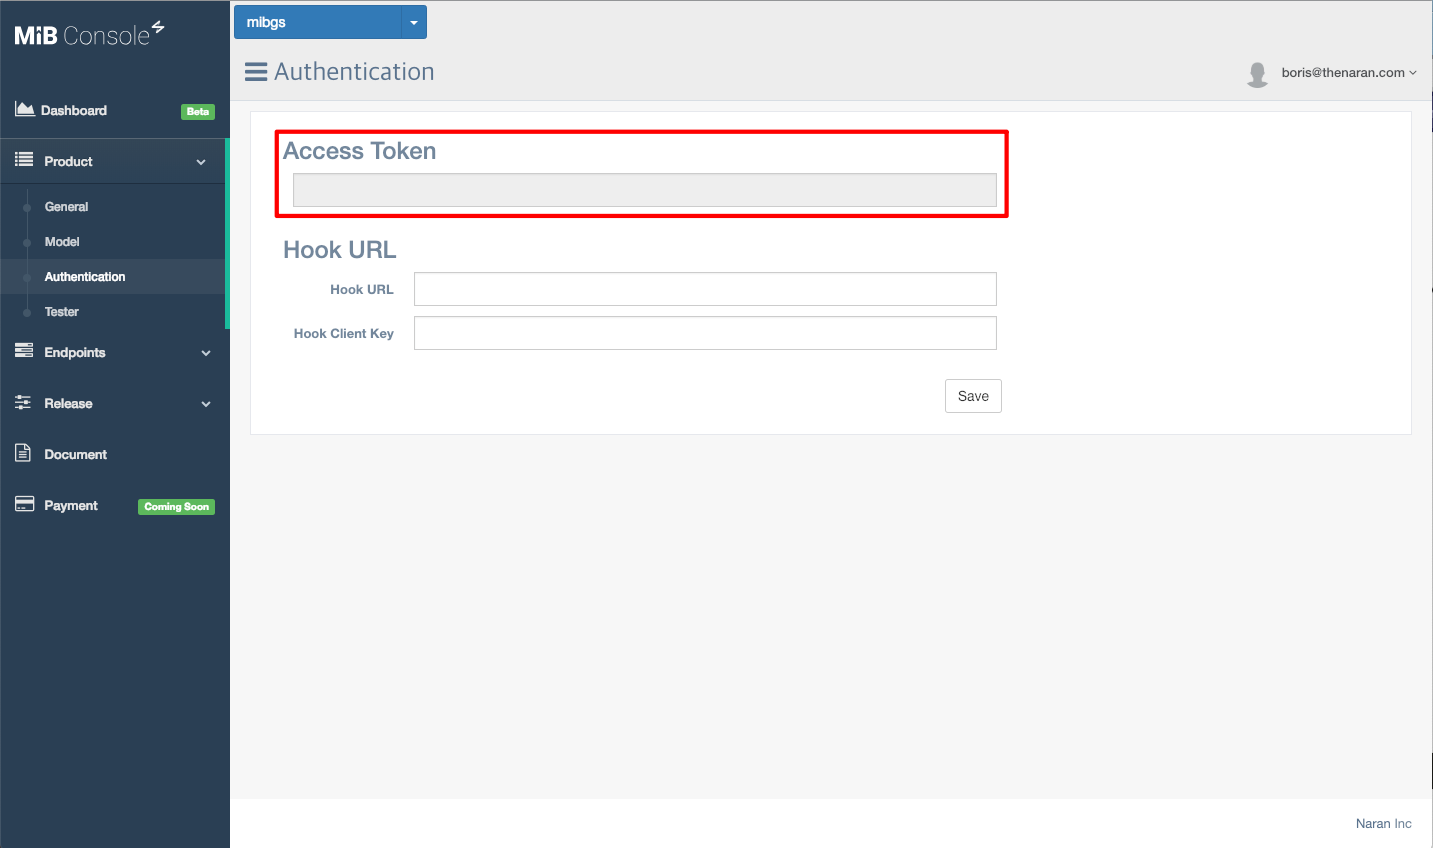 MiB Console
mibgs
Authentication
boris@thenaran.com
Dashboard
Beta
Product
General
Model
Authentication
Tester
Endpoints
Release
Document
Payment
Coming Soon
Access Token
Hook URL
Hook URL
Hook Client Key
Save
Naran Inc